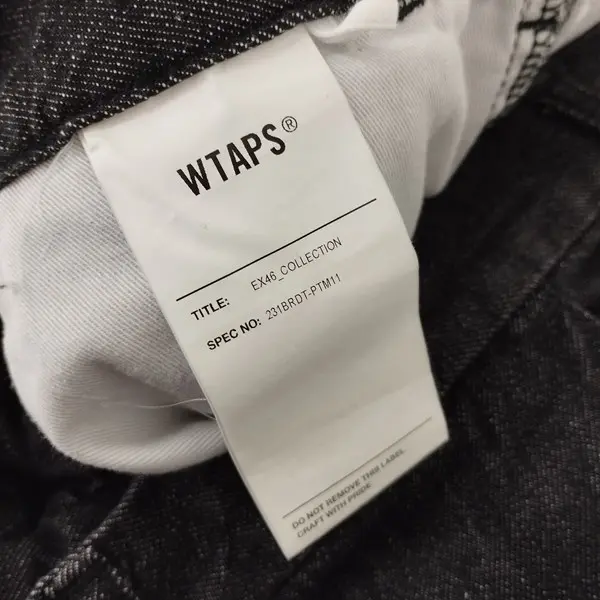 WTAPS®
TITLE: EX46_COLLECTION
SPEC NO: 231BRDT-PTM11
DO NOT REMOVE THIS LABEL
CRAFT WITH PRIDE